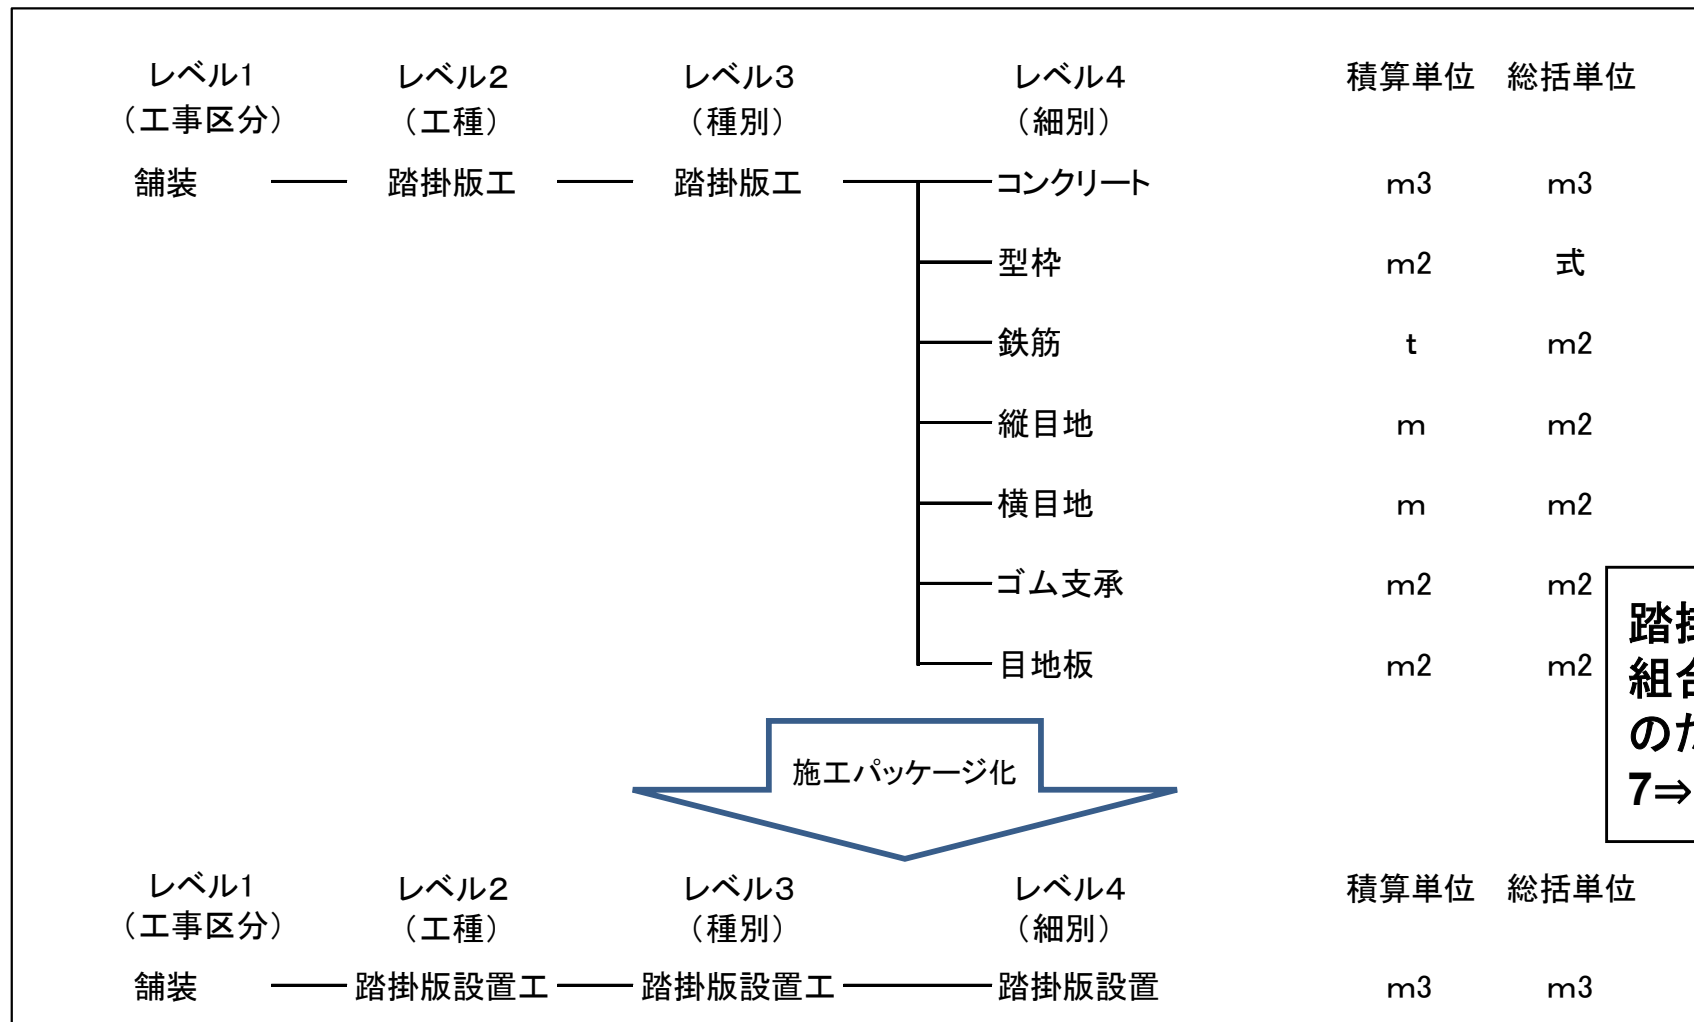 レベル1 レベル2 レベル3 レベル4 積算単位 総括単位
（工事区分） （工種） （種別） （細別）
舗装 踏掛版工 踏掛版工 コンクリート m3 m3
型枠 m2 式
鉄筋 t m2
縦目地 m m2
横目地 m m2
ゴム支承 m2 m2
目地板 m2 m2
踏
組
の
7⇒
施工パッケージ化
レベル1 レベル2 レベル3 レベル4 積算単位 総括単位
（工事区分） （工種） （種別） （細別）
舗装 踏掛版設置工 踏掛版設置工 踏掛版設置 m3 m3